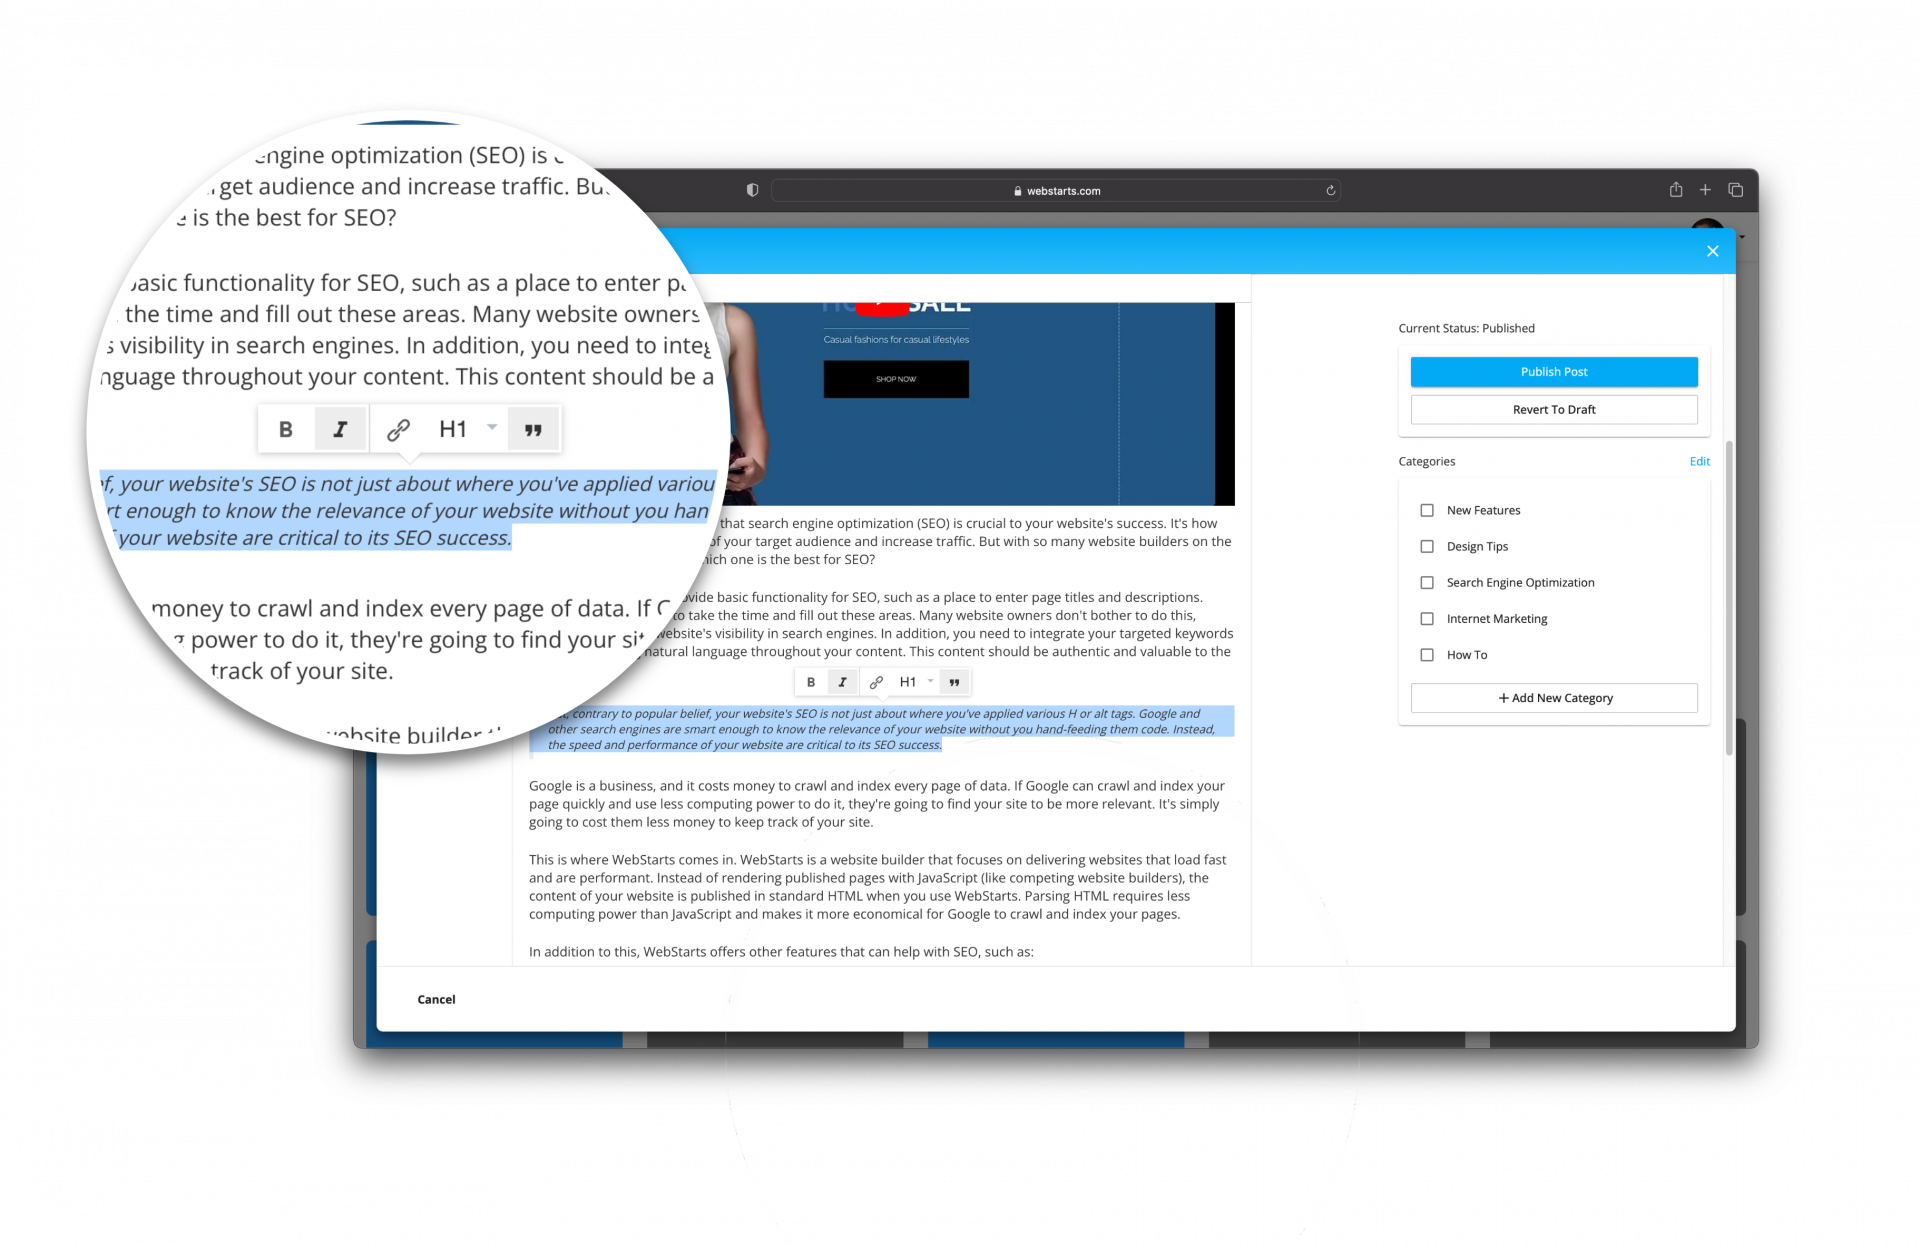 engine optimization (SEO) is
get audience and increase traffic.
is the best for SEO?
basic functionality for SEO, such as a place to enter
the time and fill out these areas. Many website owners
visibility in search engines. In addition, you need to
throughout your content. This content should be a
B I H1 "
your website's SEO is not just about where you've applied
enough to know the relevance of your website without you
your website are critical to its SEO success.
money to crawl and index every page of data. If
power to do it, they're going to find your
track of your site.
website builder
webstarts.com
SALE
Casual fashions for casual lifestyles
SHOP NOW
that search engine optimization (SEO) is crucial to your website's success. It's how
of your target audience and increase traffic. But with so many website builders on the
one is the best for SEO?
basic functionality for SEO, such as a place to enter page titles and descriptions.
to take the time and fill out these areas. Many website owners don't bother to do this,
website's visibility in search engines. In addition, you need to integrate your targeted keywords
natural language throughout your content. This content should be authentic and valuable to the
B I H1 "
contrary to popular belief, your website's SEO is not just about where you've applied various H or alt tags. Google and
other search engines are smart enough to know the relevance of your website without you hand-feeding them code. Instead,
the speed and performance of your website are critical to its SEO success.
Google is a business, and it costs money to crawl and index every page of data. If Google can crawl and index your
page quickly and use less computing power to do it, they're going to find your site to be more relevant. It's simply
going to cost them less money to keep track of your site.
This is where WebStarts comes in. WebStarts is a website builder that focuses on delivering websites that load fast
and are performant. Instead of rendering published pages with JavaScript (like competing website builders), the
content of your website is published in standard HTML when you use WebStarts. Parsing HTML requires less
computing power than JavaScript and makes it more economical for Google to crawl and index your pages.
In addition to this, WebStarts offers other features that can help with SEO, such as:
Cancel
Current Status: Published
Publish Post
Revert To Draft
Categories Edit
New Features
Design Tips
Search Engine Optimization
Internet Marketing
How To
+ Add New Category